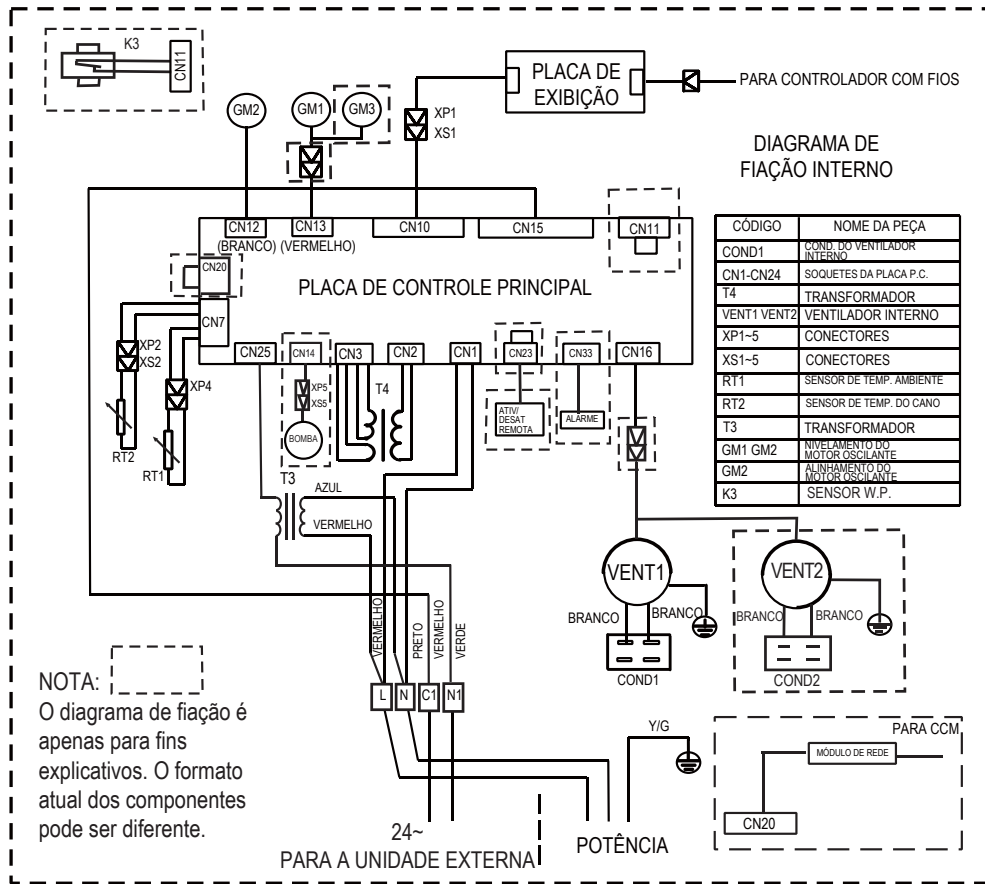 K3
CN11
GM2
GM1
GM3
XP1
XS1
PLACA DE
EXIBIÇÃO
PARA CONTROLADOR COM FIOS
DIAGRAMA DE
FIAÇÃO INTERNO
CN12
(BRANCO)
CN13
(VERMELHO)
CN10
CN15
CN11
CN20
CN7
PLACA DE CONTROLE PRINCIPAL
CÓDIGO NOME DA PEÇA
COND1 COND. DO VENTILADOR
INTERNO
CN1-CN24 SOQUETES DA PLACA P.C.
T4 TRANSFORMADOR
VENT1 VENT2 VENTILADOR INTERNO
XP1~5 CONECTORES
XS1~5 CONECTORES
RT1 SENSOR DE TEMP. AMBIENTE
RT2 SENSOR DE TEMP. DO CANO
T3 TRANSFORMADOR
GM1 GM2 NIVELAMENTO DO
MOTOR OSCILANTE
GM2 ALINHAMENTO DO
MOTOR OSCILANTE
K3 SENSOR W.P.
CN25
CN14
CN3
CN2
CN1
CN23
CN33
CN16
XP2
XS2
XP4
RT2
RT1
XP5
XS5
BOMBA
T4
ATIV/
DESAT
REMOTA
ALARME
T3
AZUL
VERMELHO
VERMELHO
PRETO
VERMELHO
VERDE
L
N
C1
N1
VENT1
BRANCO
BRANCO
COND1
VENT2
BRANCO
BRANCO
COND2
NOTA:
O diagrama de fiação é
apenas para fins
explicativos. O formato
atual dos componentes
pode ser diferente.
24~
PARA A UNIDADE EXTERNA
POTÊNCIA
Y/G
PARA CCM
MÓDULO DE REDE
CN20